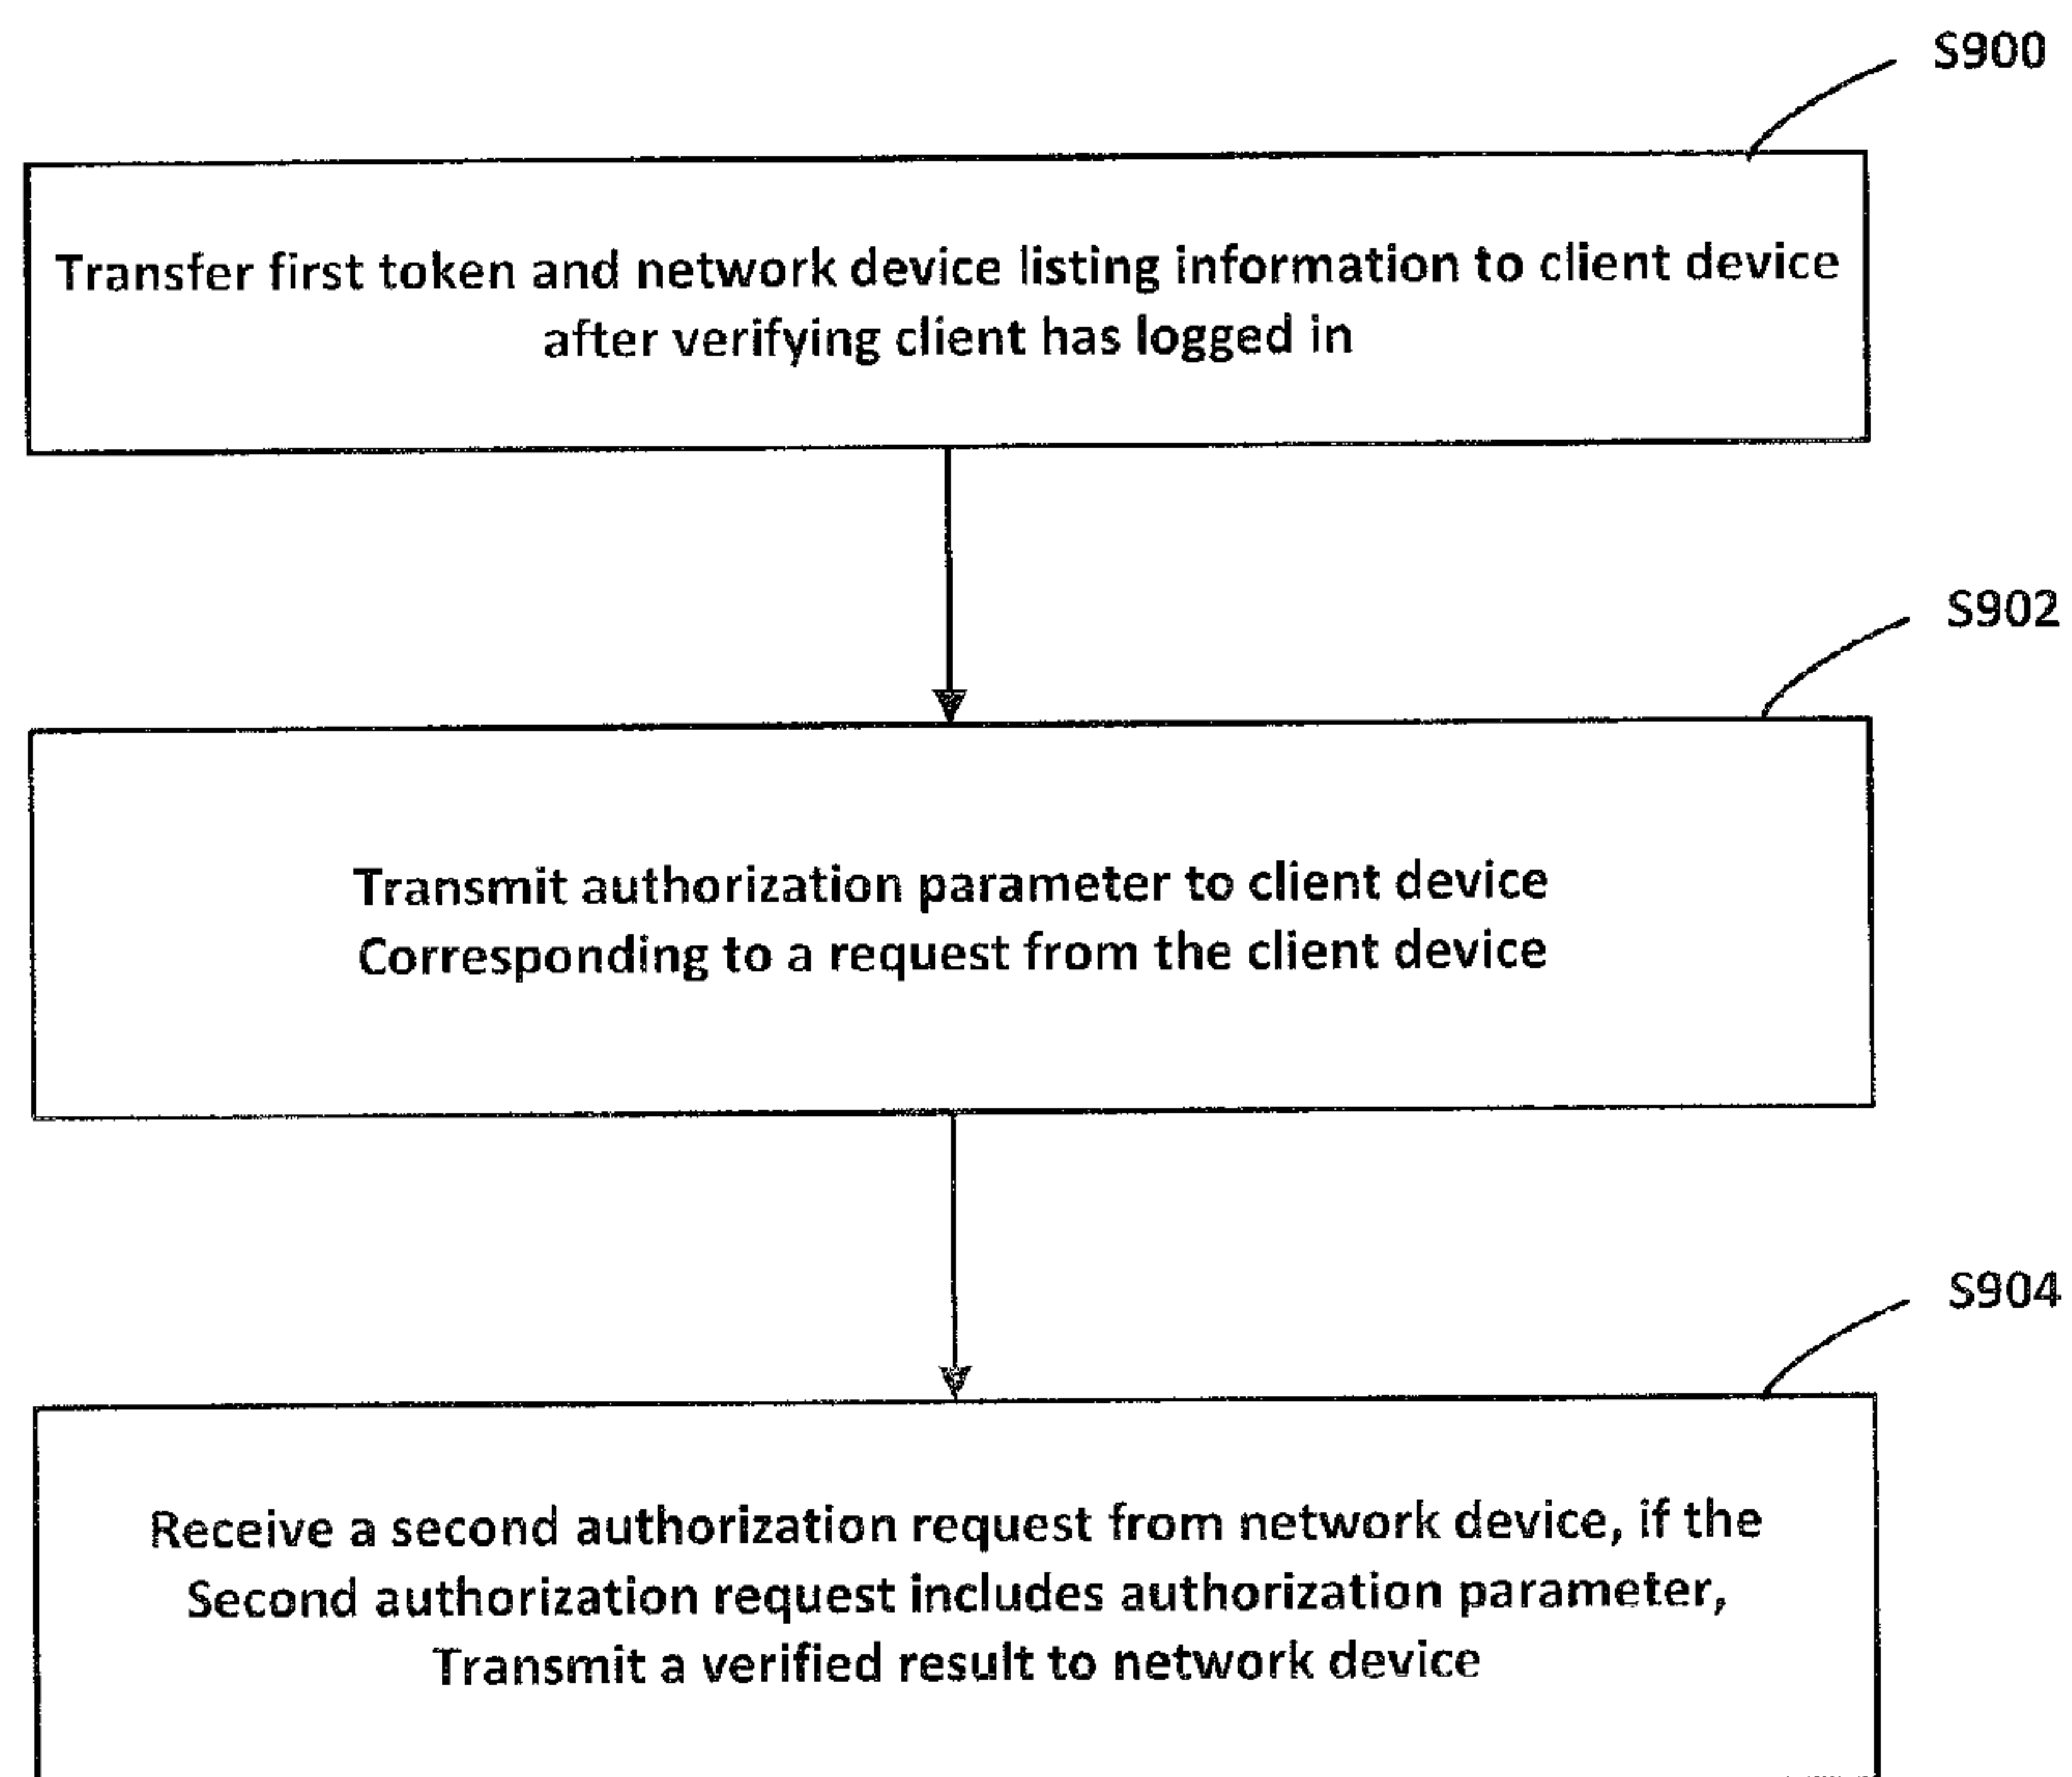 S900
Transfer first token and network device listing information to client device
after verifying client has logged in
S902
Transmit authorization parameter to client device
Corresponding to a request from the client device
S904
Receive a second authorization request from network device, if the
Second authorization request includes authorization parameter,
Transmit a verified result to network device